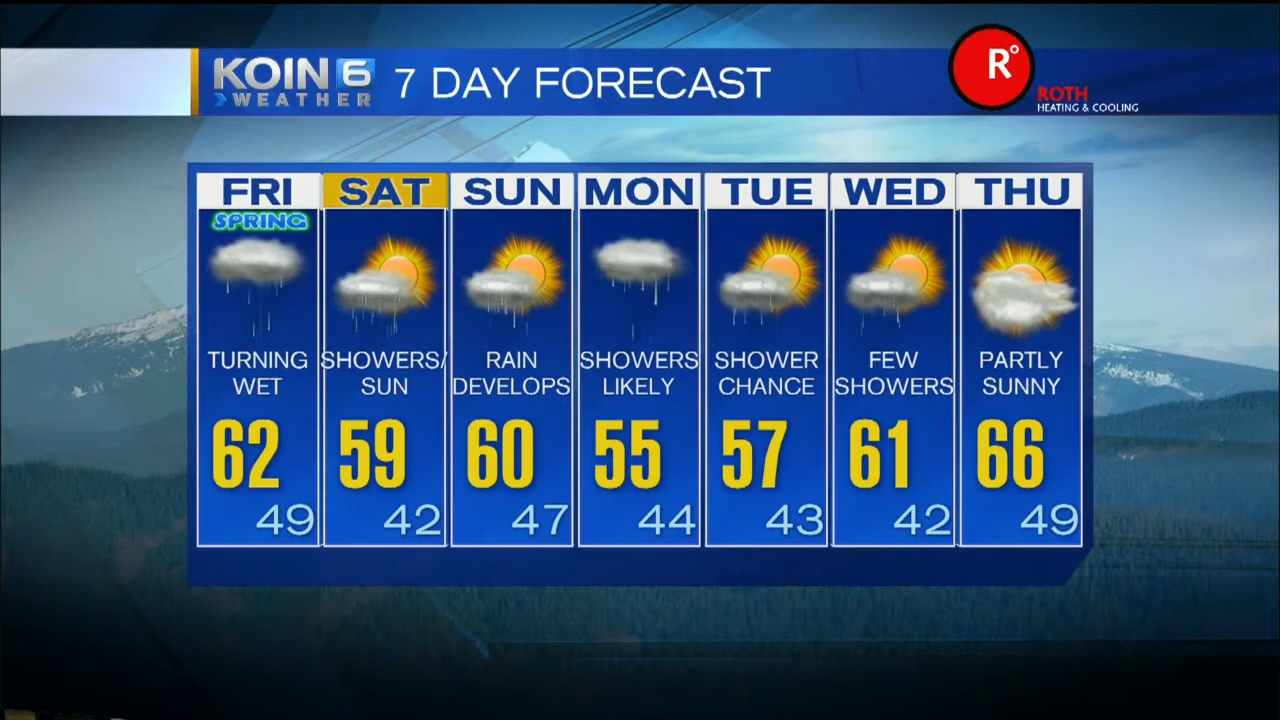 KOIN 6
WEATHER
7 DAY FORECAST
R°
ROTH
HEATING & COOLING
FRI
SAT
SUN
MON
TUE
WED
THU
SPRING
TURNING
WET
62
49
SHOWERS/
SUN
59
42
RAIN
DEVELOPS
60
47
SHOWERS
LIKELY
55
44
SHOWER
CHANCE
57
43
FEW
SHOWERS
61
42
PARTLY
SUNNY
66
49